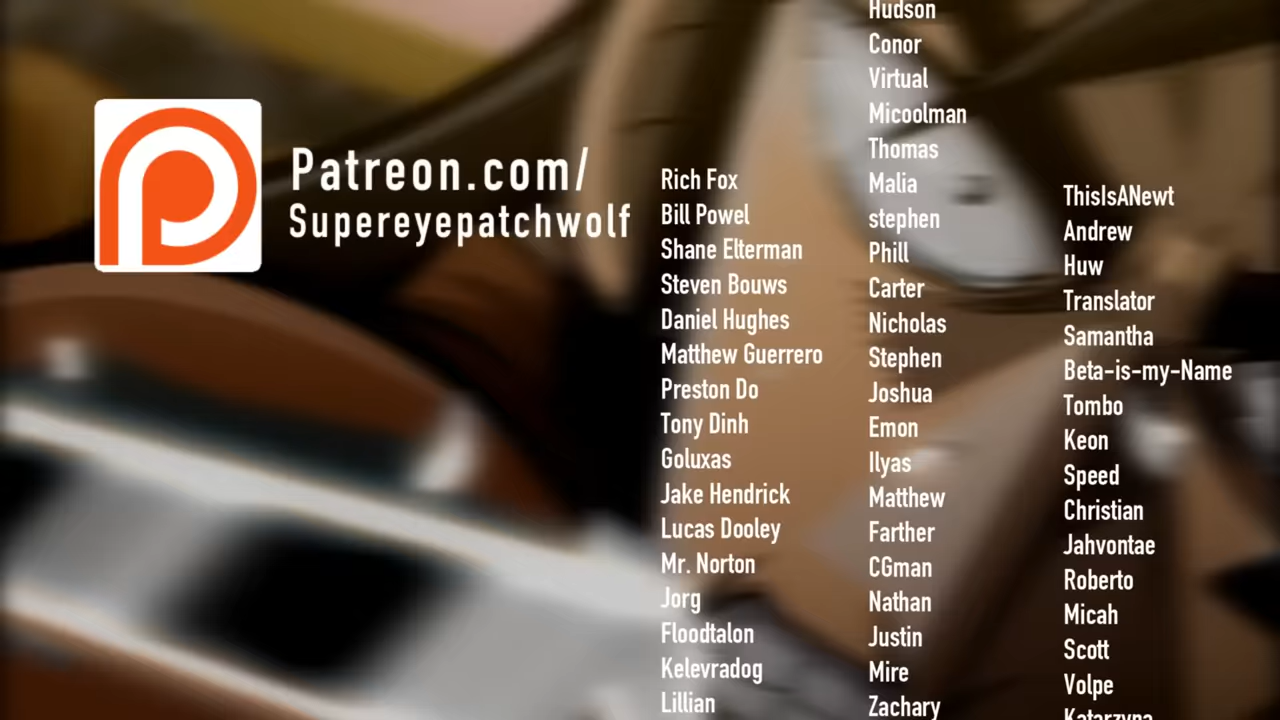 Patreon.com/
Supereyepatchwolf
Rich Fox
Bill Powel
Shane Elterman
Steven Bouws
Daniel Hughes
Matthew Guerrero
Preston Do
Tony Dinh
Goluxas
Jake Hendrick
Lucas Dooley
Mr. Norton
Jorg
Floodtalon
Kelevradog
Lillian
Hudson
Conor
Virtual
Micoolman
Thomas
Malia
stephen
Phill
Carter
Nicholas
Stephen
Joshua
Emon
Ilyas
Matthew
Farther
CGman
Nathan
Justin
Mire
Zachary
ThisIsANewt
Andrew
Huw
Translator
Samantha
Beta-is-my-Name
Tombo
Keon
Speed
Christian
Jahvontae
Roberto
Micah
Scott
Volpe
Katarzyna